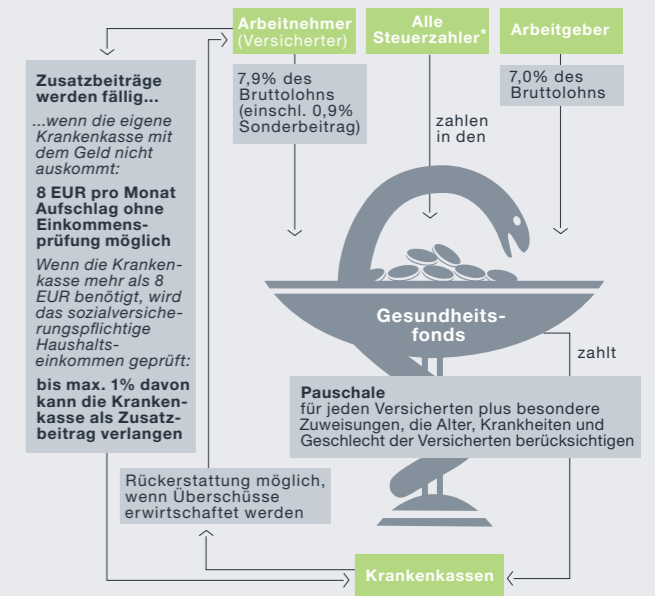 Arbeitnehmer
(Versicherter)
Alle
Steuerzahler*
Arbeitgeber
7,9% des
Bruttolohns
(einschl. 0,9%
Sonderbeitrag)
zahlen
in den
7,0% des
Bruttolohns
Zusatzbeiträge
werden fällig...
...wenn die eigene
Krankenkasse mit
dem Geld nicht
auskommt:
8 EUR pro Monat
Aufschlag ohne
Einkommens-
prüfung möglich
Wenn die Kranken-
kasse mehr als 8
EUR benötigt, wird
das sozialversiche-
rungspflichtige
Haushalts-
einkommen geprüft:
bis max. 1% davon
kann die Kranken-
kasse als Zusatz-
beitrag verlangen
Gesundheits-
fonds
zahlt
Pauschale
für jeden Versicherten plus besondere
Zuweisungen, die Alter, Krankheiten und
Geschlecht der Versicherten berücksichtigen
Rückerstattung möglich,
wenn Überschüsse
erwirtschaftet werden
Krankenkassen